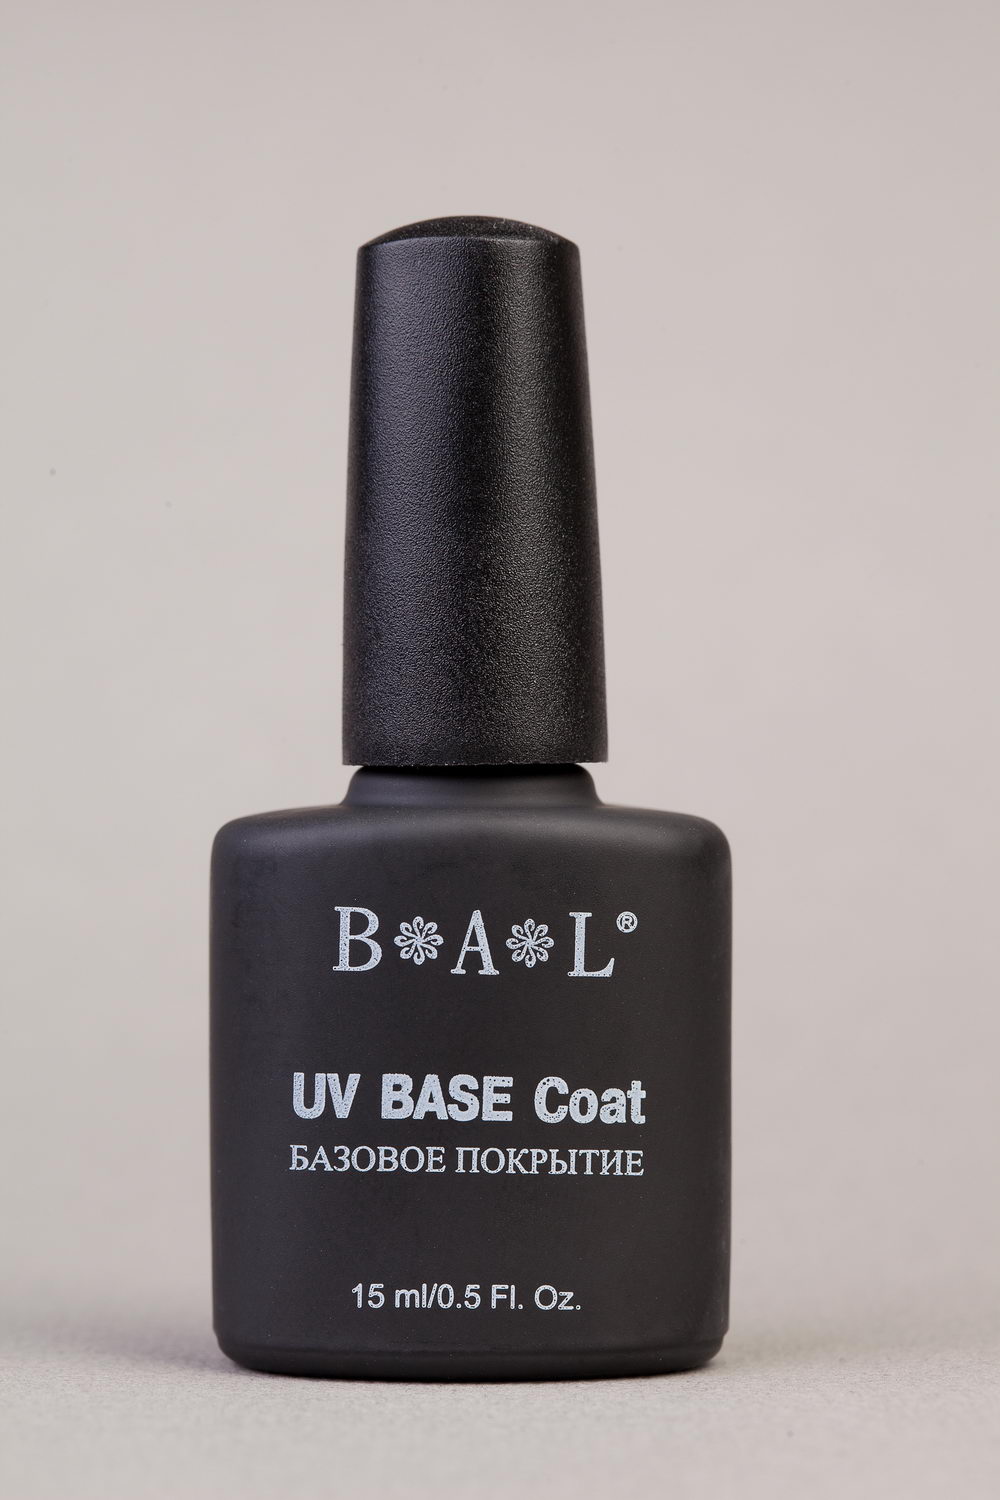 B*A*L®
UV BASE Coat
БАЗОВОЕ ПОКРЫТИЕ
15 ml/0.5 Fl. Oz.